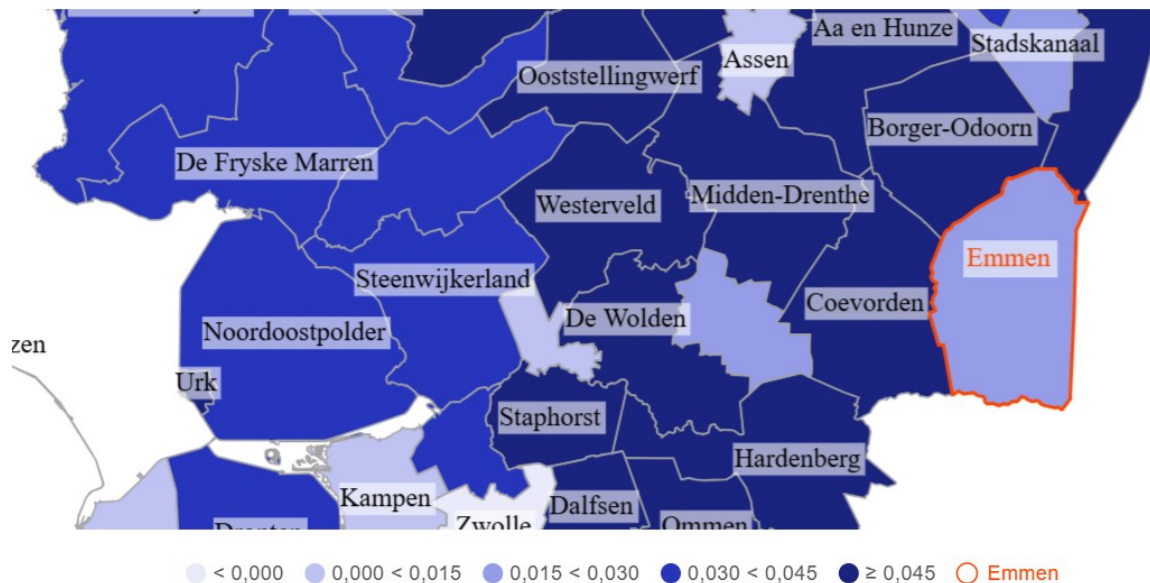 Aa en Hunze
Stadskanaal
Assen
Ooststellingwerf
Borger-Odoorn
De Fryske Marren
Midden-Drenthe
Westerveld
Emmen
Steenwijkerland
Coevorden
De Wolden
Noordoostpolder
zen
Urk
Staphorst
Hardenberg
Kampen
Dalfsen
Zwolle
Ommen
Dronten
< 0,000 0,000 < 0,015 0,015 < 0,030 0,030 < 0,045 ≥ 0,045 Emmen